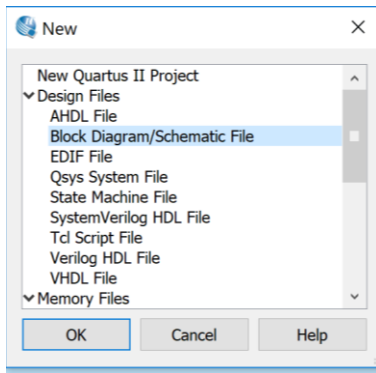 New
New Quartus II Project
Design Files
AHDL File
Block Diagram/Schematic File
EDIF File
Qsys System File
State Machine File
SystemVerilog HDL File
Tcl Script File
Verilog HDL File
VHDL File
Memory Files
OK Cancel Help